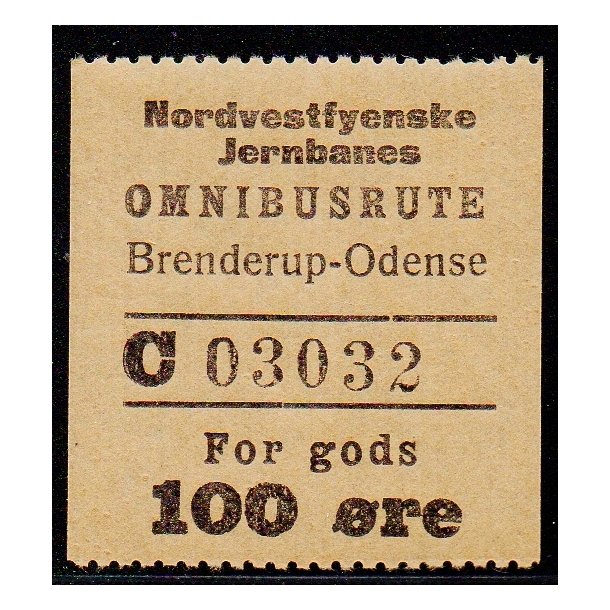 Nordvestfyenske
Jernbanes
OMNIBUSRUTE
Brenderup-Odense
C 03032
For gods
100 øre